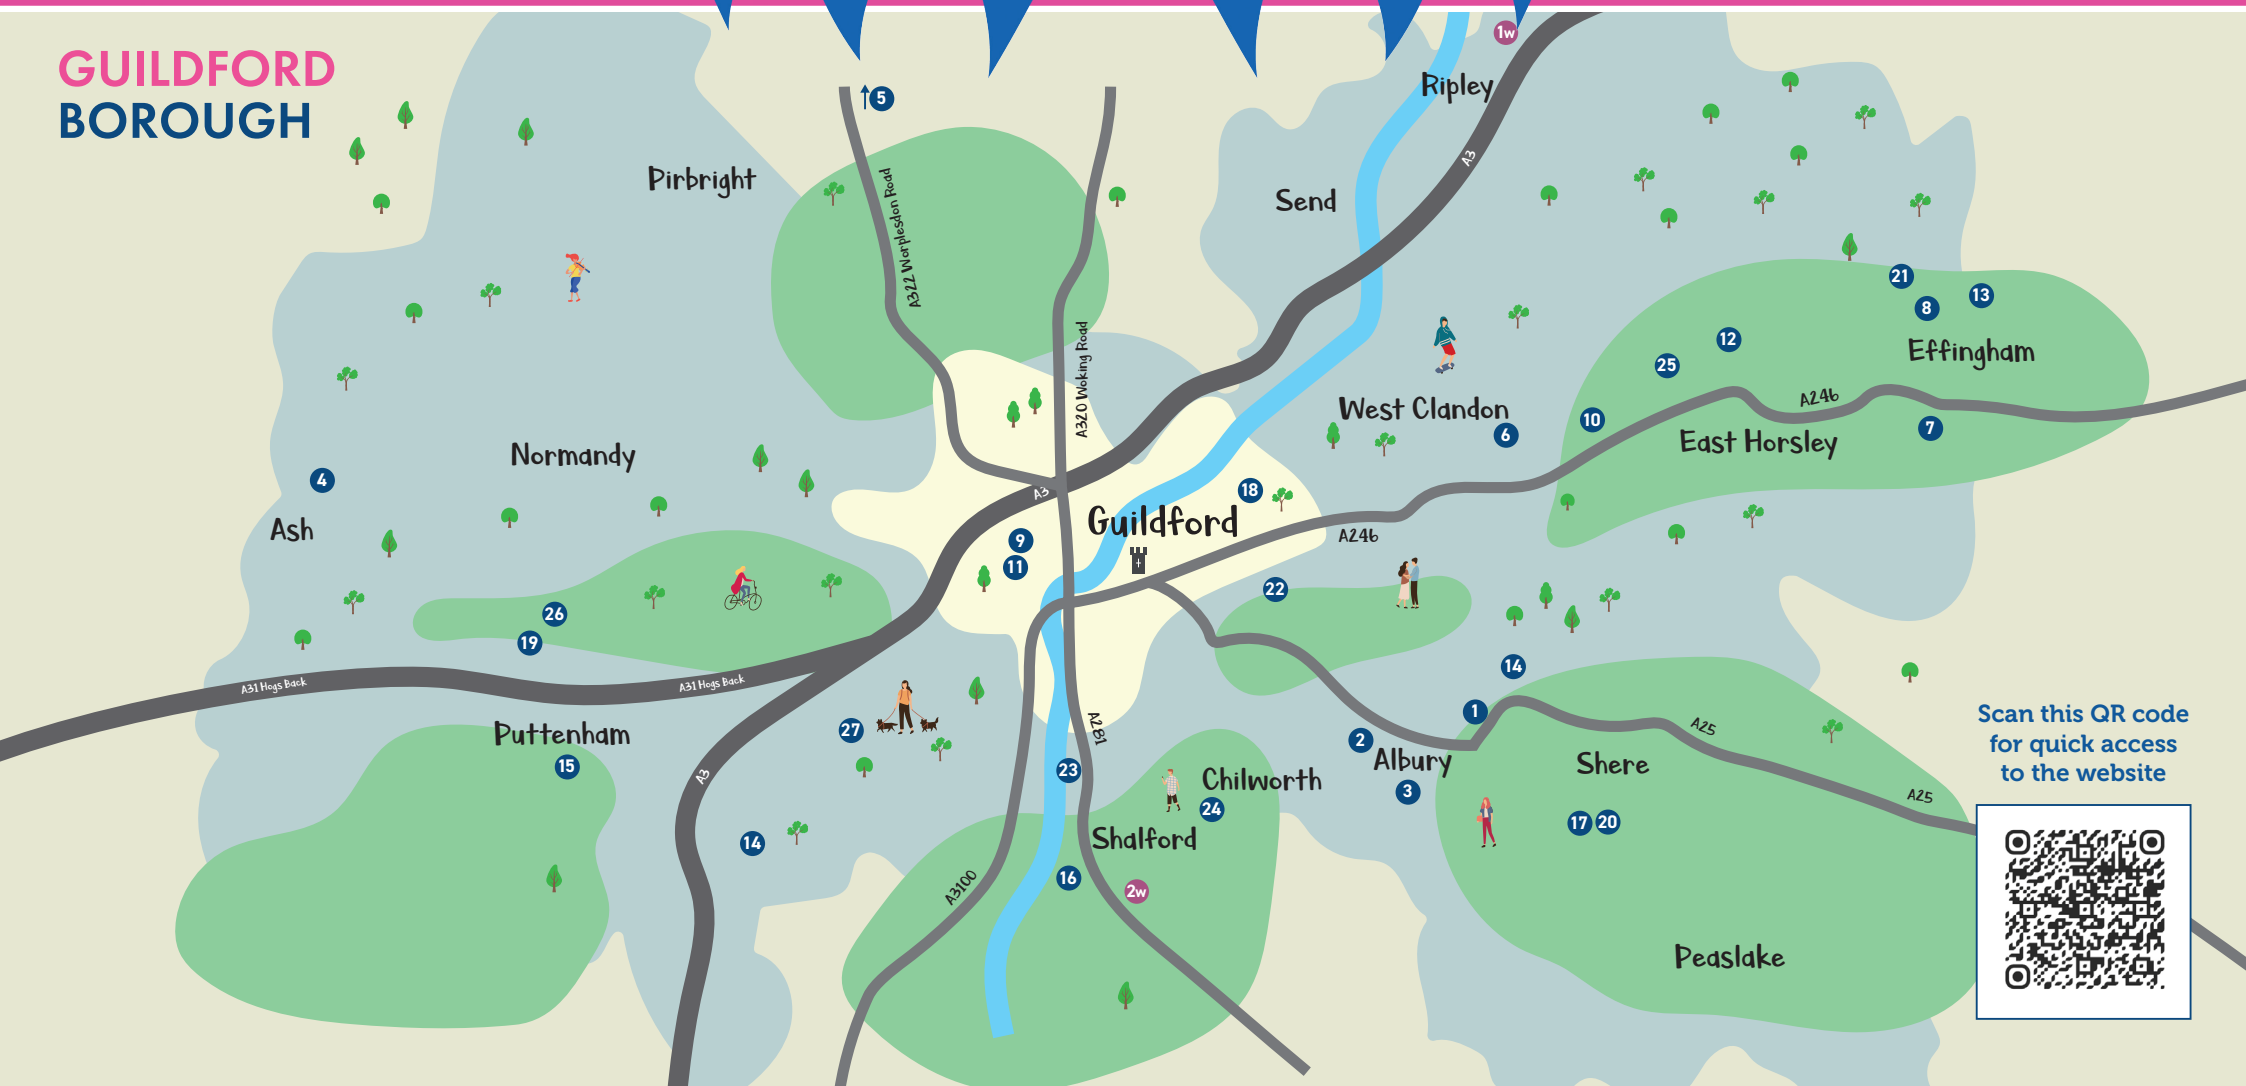 GUILDFORD
BOROUGH
1w
Ripley
5
A3
Pirbright
A322 Worplesdon Road
Send
21
13
8
12
Effingham
25
A320 Woking Road
A246
West Clandon
10
6
East Horsley
7
Normandy
4
A3
18
Guildford
Ash
A246
9
11
22
26
19
14
A31 Hogs Back
A31 Hogs Back
1
Puttenham
27
A281
2
A25
Albury
Shere
15
A3
23
Chilworth
3
24
A25
Scan this QR code
for quick access
to the website
17
20
14
Shalford
16
A3100
2w
Peaslake